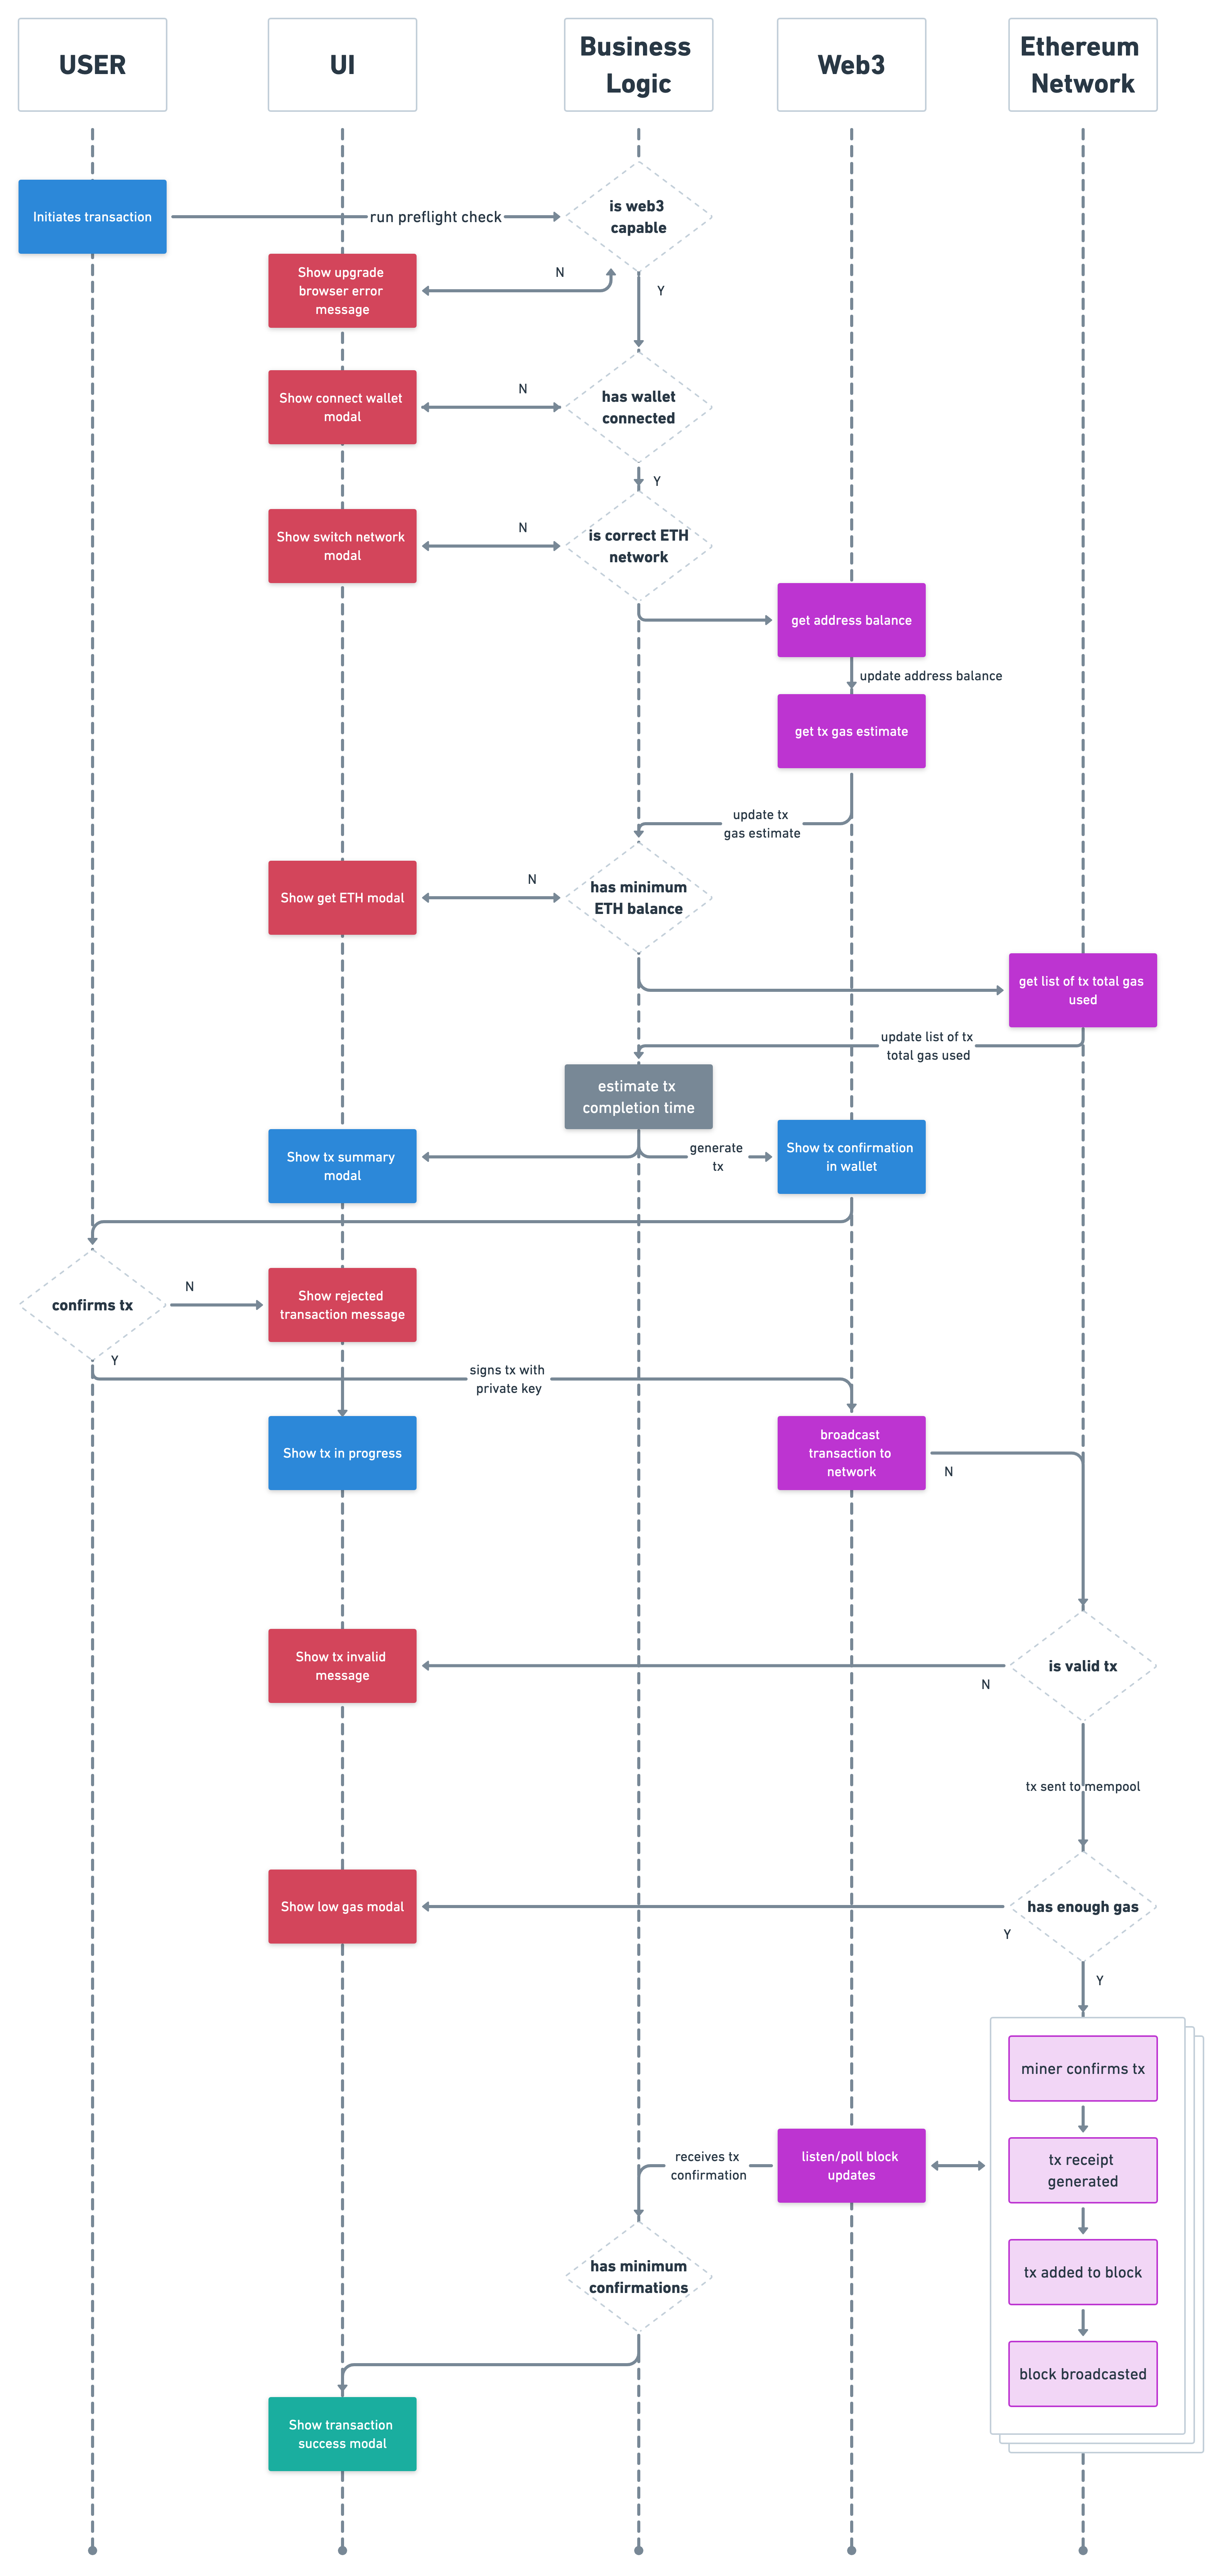 USER
UI
Business
Logic
Web3
Ethereum
Network
Initiates transaction
run preflight check
is web3
capable
Show upgrade
browser error
message
N
Y
Show connect wallet
modal
N
has wallet
connected
Y
Show switch network
modal
N
is correct ETH
network
get address balance
update address balance
get tx gas estimate
update tx
gas estimate
Show get ETH modal
N
has minimum
ETH balance
get list of tx total gas
used
update list of tx
total gas used
estimate tx
completion time
Show tx summary
modal
generate
tx
Show tx confirmation
in wallet
confirms tx
N
Show rejected
transaction message
Y
signs tx with
private key
Show tx in progress
broadcast
transaction to
network
N
Show tx invalid
message
is valid tx
N
tx sent to mempool
Show low gas modal
has enough gas
Y
Y
miner confirms tx
receives tx
confirmation
listen/poll block
updates
tx receipt
generated
has minimum
confirmations
tx added to block
block broadcasted
Show transaction
success modal